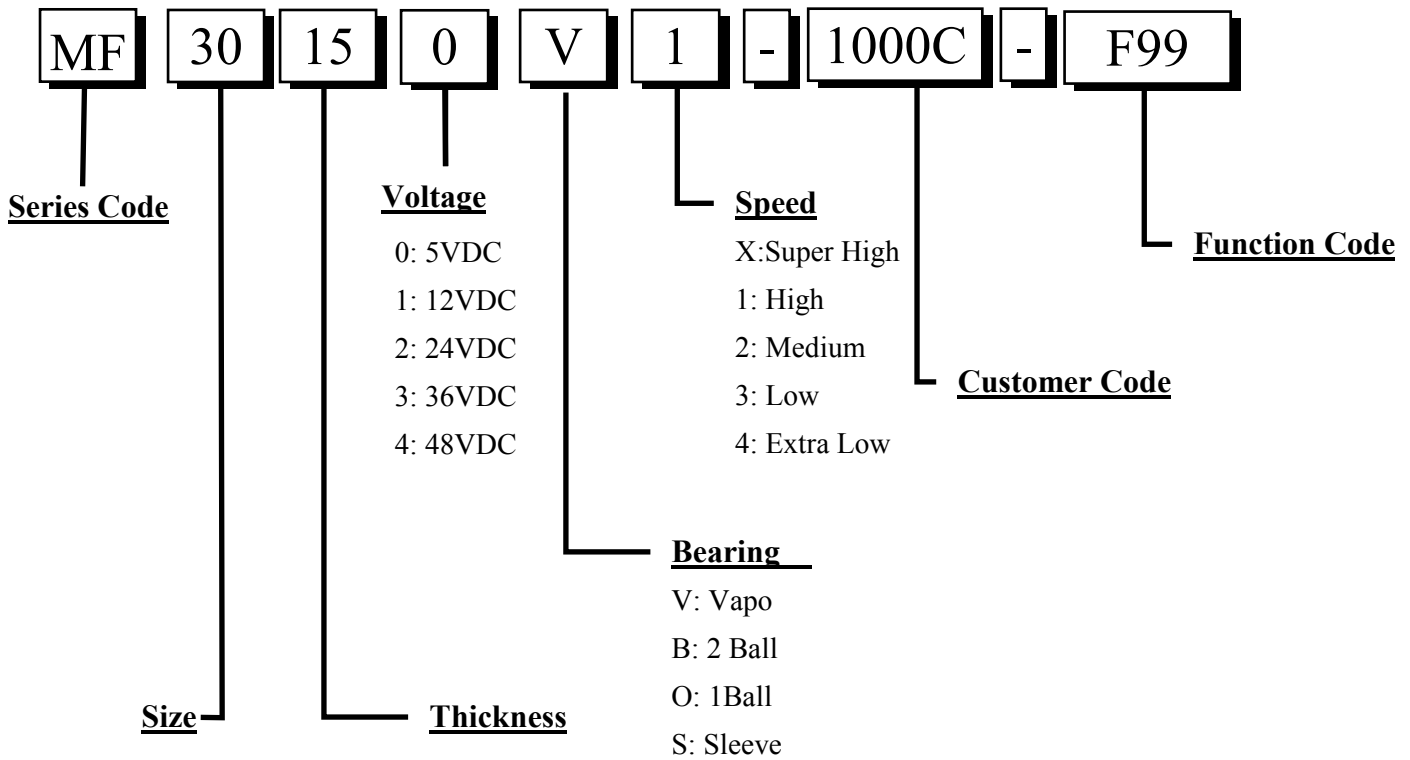 MF 30 15 0 V 1 - 1000C - F99
Series Code
Voltage
0: 5VDC
1: 12VDC
2: 24VDC
3: 36VDC
4: 48VDC
Speed
X:Super High
1: High
2: Medium
3: Low
4: Extra Low
Function Code
Customer Code
Bearing
V: Vapo
B: 2 Ball
O: 1Ball
S: Sleeve
Size
Thickness